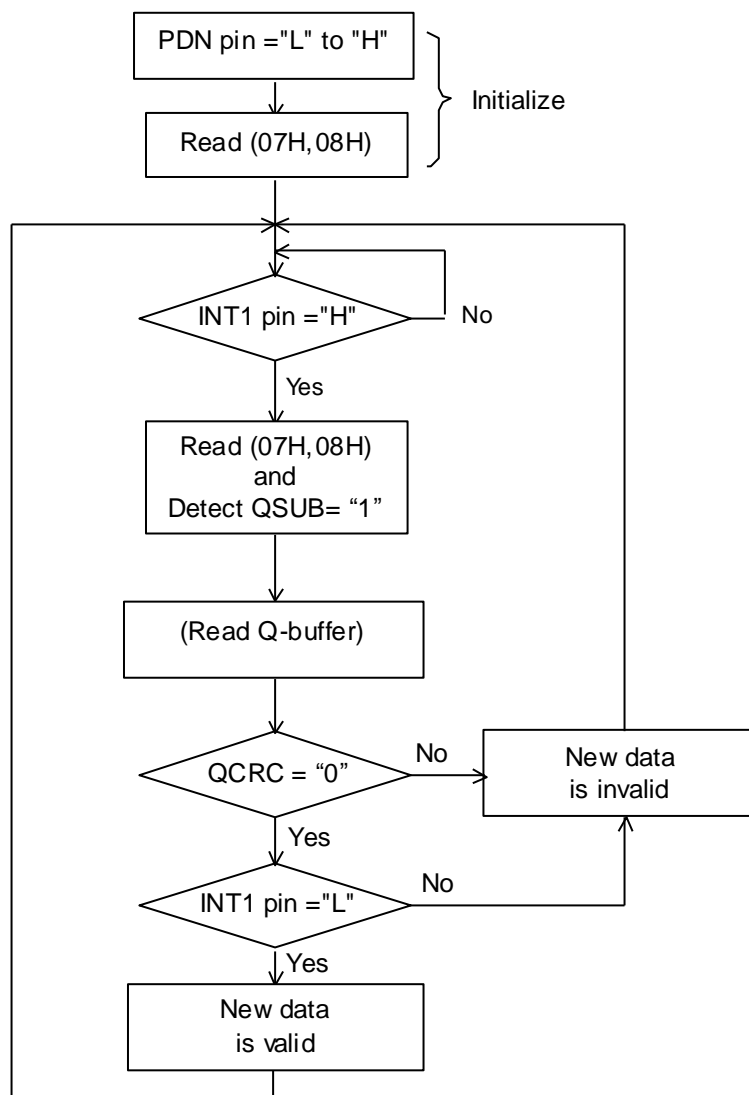 PDN pin ="L" to "H"
Initialize
Read (07H,08H)
INT1 pin ="H"
No
Yes
Read (07H,08H)
and
Detect QSUB= “1”
(Read Q-buffer)
QCRC = “0”
No
New data
is invalid
Yes
INT1 pin ="L"
No
Yes
New data
is valid